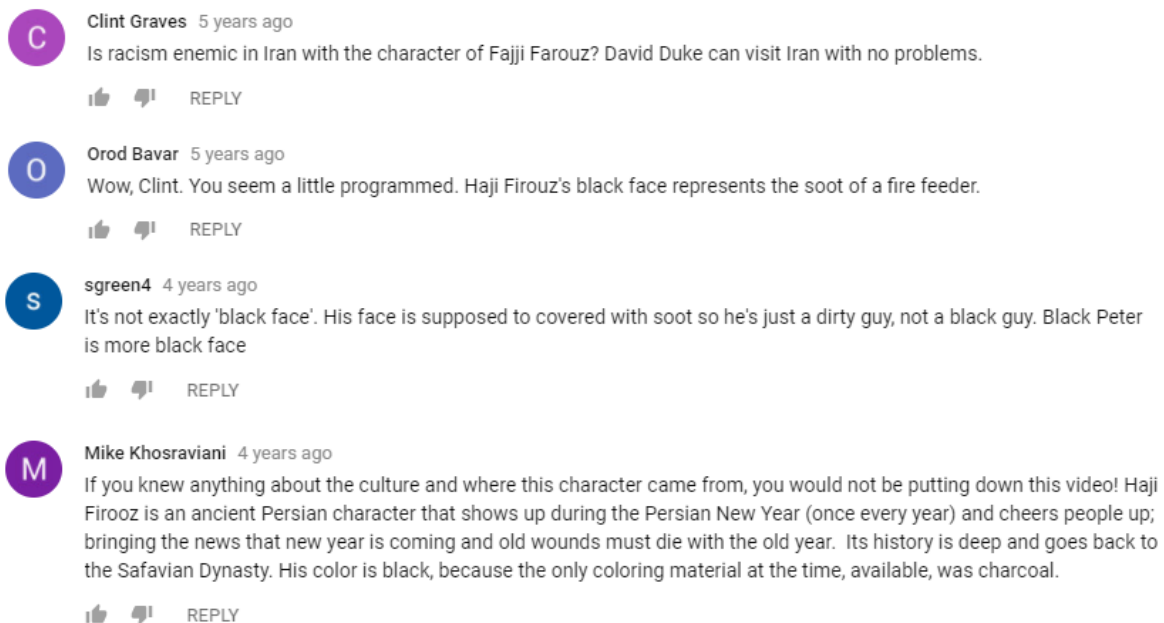 C
Clint Graves 5 years ago
Is racism enemic in Iran with the character of Fajji Farouz? David Duke can visit Iran with no problems.
REPLY
O
Orod Bavar 5 years ago
Wow, Clint. You seem a little programmed. Haji Firouz's black face represents the soot of a fire feeder.
REPLY
S
sgreen4 4 years ago
It's not exactly 'black face'. His face is supposed to covered with soot so he's just a dirty guy, not a black guy. Black Peter
is more black face
REPLY
M
Mike Khosraviani 4 years ago
If you knew anything about the culture and where this character came from, you would not be putting down this video! Haji
Firooz is an ancient Persian character that shows up during the Persian New Year (once every year) and cheers people up;
bringing the news that new year is coming and old wounds must die with the old year. Its history is deep and goes back to
the Safavian Dynasty. His color is black, because the only coloring material at the time, available, was charcoal.
REPLY